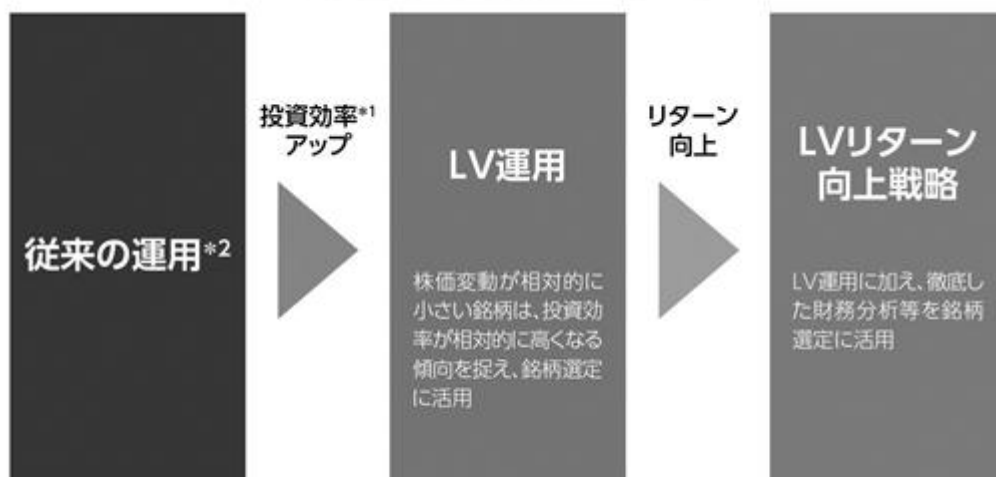 従来の運用*2
投資効率*1
アップ
LV運用
株価変動が相対的に
小さい銘柄は、投資効
率が相対的に高くなる
傾向を捉え、銘柄選定
に活用
リターン
向上
LVリターン
向上戦略
LV運用に加え、徹底し
た財務分析等を銘柄
選定に活用